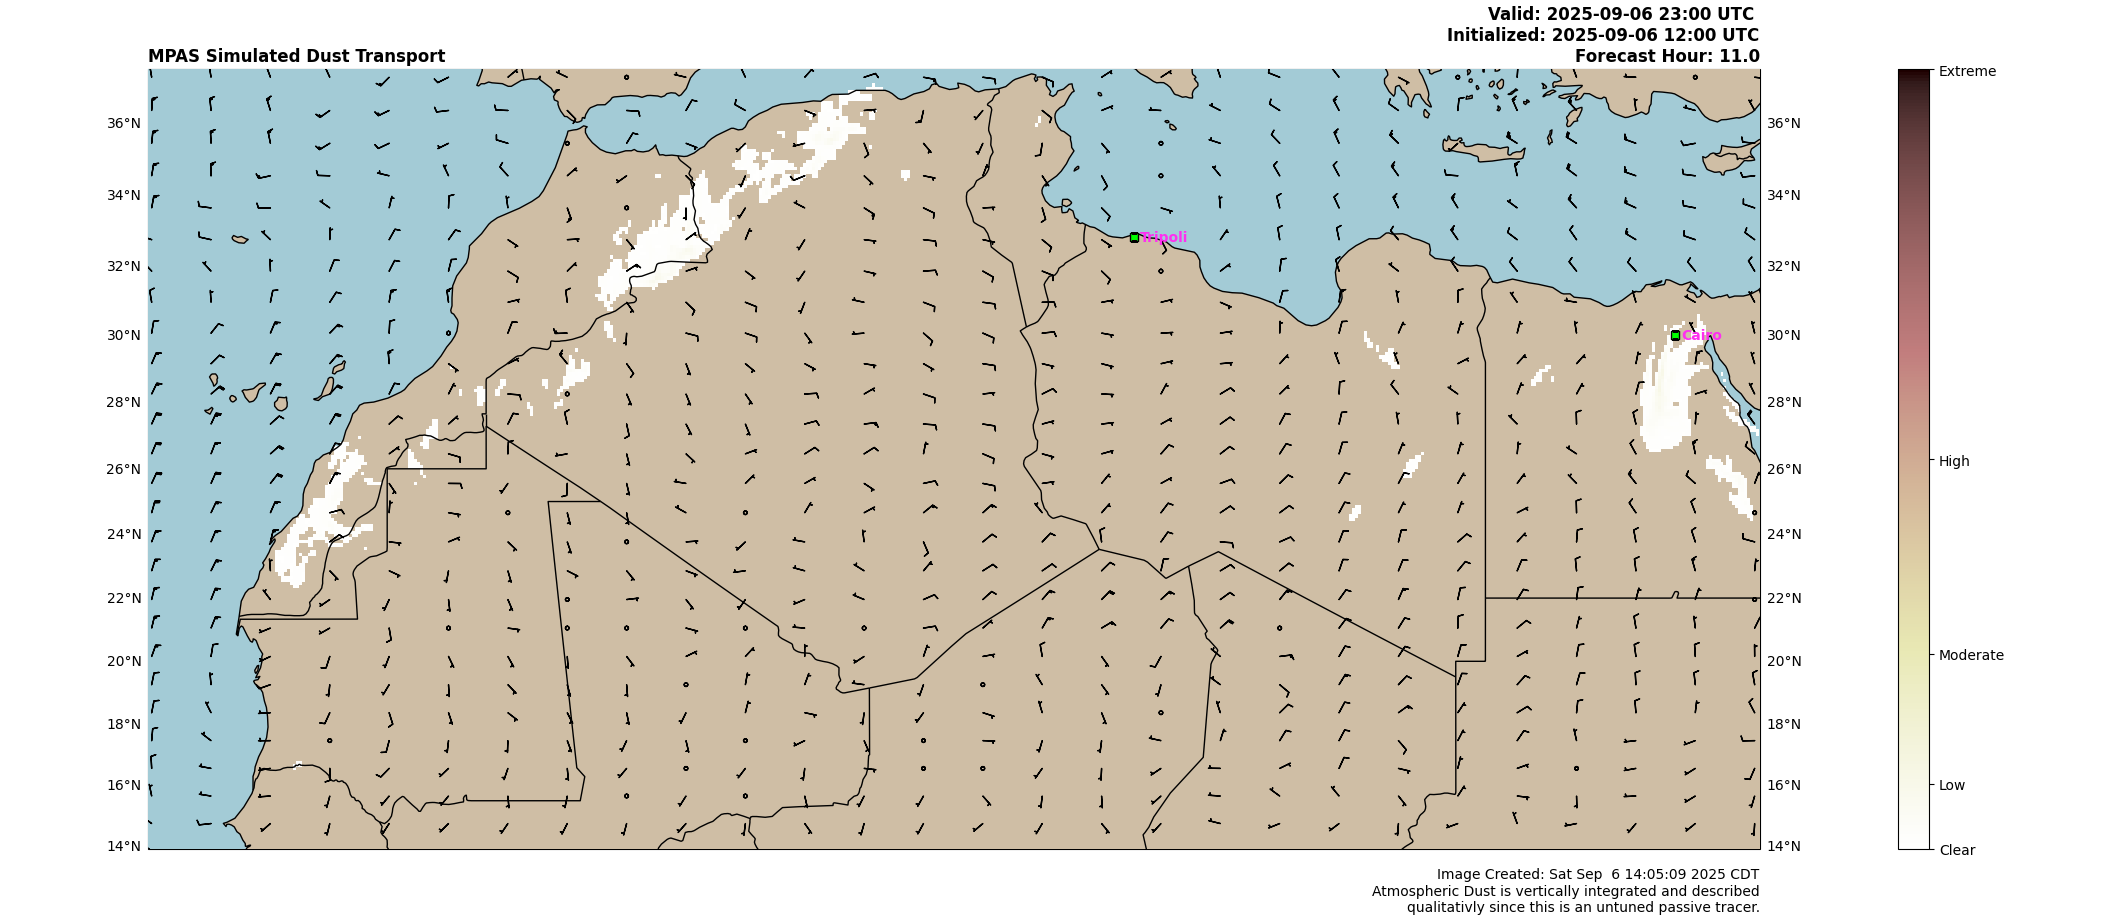 Valid: 2025-09-06 23:00 UTC
Initialized: 2025-09-06 12:00 UTC
MPAS Simulated Dust Transport
Forecast Hour: 11.0
36°N
34°N
32°N
30°N
28°N
26°N
24°N
22°N
20°N
18°N
16°N
14°N
Tripoli
Cairo
36°N
34°N
32°N
30°N
28°N
26°N
24°N
22°N
20°N
18°N
16°N
14°N
Extreme
High
Moderate
Low
Clear
Image Created: Sat Sep  6 14:05:09 2025 CDT
Atmospheric Dust is vertically integrated and described
qualitativly since this is an untuned passive tracer.